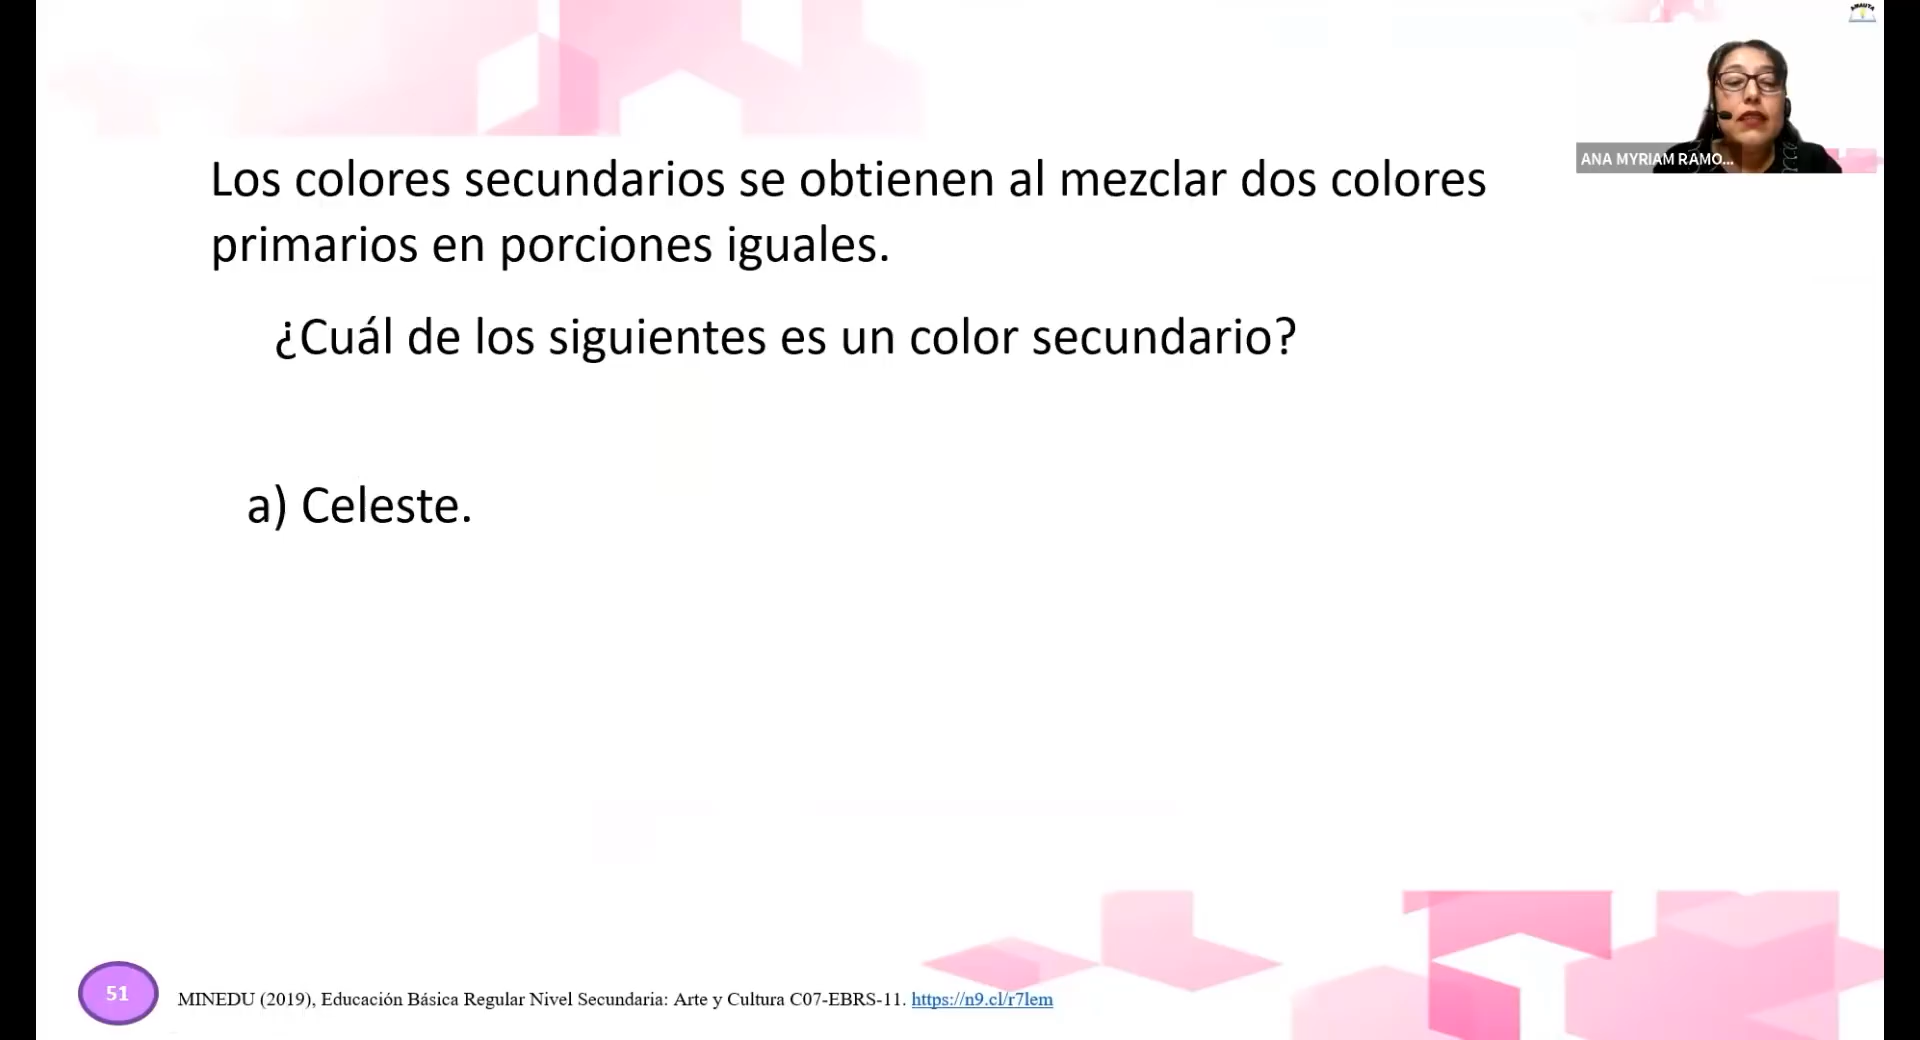 AMAUTA
ANA MYRIAM RAMO...
Los colores secundarios se obtienen al mezclar dos colores
primarios en porciones iguales.
¿Cuál de los siguientes es un color secundario?
a) Celeste.
51
MINEDU (2019), Educación Básica Regular Nivel Secundaria: Arte y Cultura C07-EBRS-11. https://n9.cl/r7lem